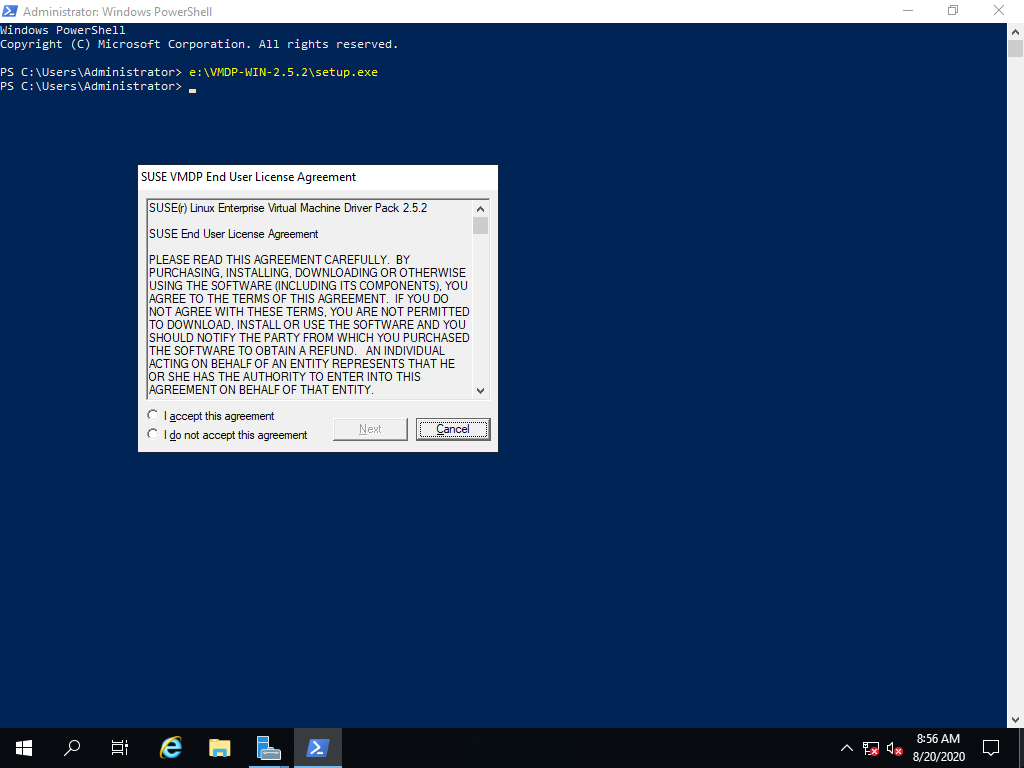 Administrator: Windows PowerShell
Windows PowerShell
Copyright (C) Microsoft Corporation. All rights reserved.
PS C:\Users\Administrator> e:\VMDP-WIN-2.5.2\setup.exe
PS C:\Users\Administrator>
SUSE VMDP End User License Agreement
SUSE(r) Linux Enterprise Virtual Machine Driver Pack 2.5.2
SUSE End User License Agreement
PLEASE READ THIS AGREEMENT CAREFULLY.  BY
PURCHASING, INSTALLING, DOWNLOADING OR OTHERWISE
USING THE SOFTWARE (INCLUDING ITS COMPONENTS), YOU
AGREE TO THE TERMS OF THIS AGREEMENT.  IF YOU DO
NOT AGREE WITH THESE TERMS, YOU ARE NOT PERMITTED
TO DOWNLOAD, INSTALL OR USE THE SOFTWARE AND YOU
SHOULD NOTIFY THE PARTY FROM WHICH YOU PURCHASED
THE SOFTWARE TO OBTAIN A REFUND.   AN INDIVIDUAL
ACTING ON BEHALF OF AN ENTITY REPRESENTS THAT HE
OR SHE HAS THE AUTHORITY TO ENTER INTO THIS
AGREEMENT ON BEHALF OF THAT ENTITY.
I accept this agreement
I do not accept this agreement
Next
Cancel
8:56 AM
8/20/2020